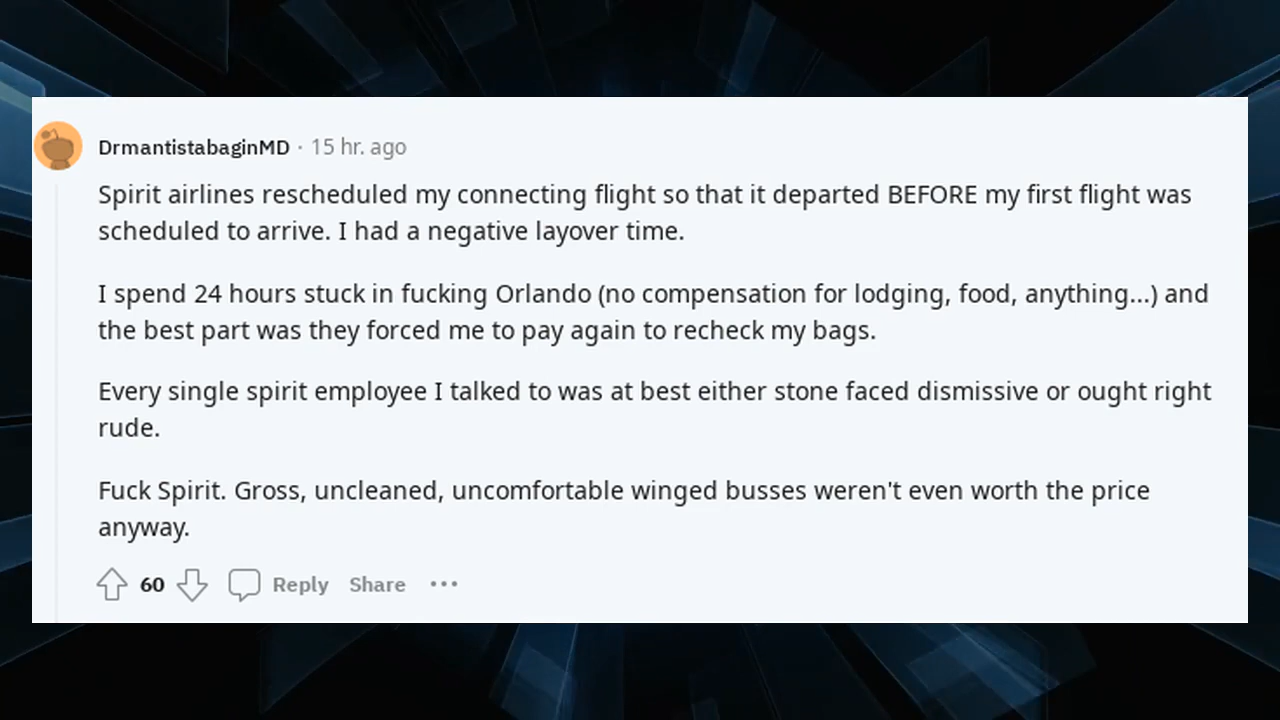 DrmantistabaginMD · 15 hr. ago
Spirit airlines rescheduled my connecting flight so that it departed BEFORE my first flight was
scheduled to arrive. I had a negative layover time.
I spend 24 hours stuck in fucking Orlando (no compensation for lodging, food, anything...) and
the best part was they forced me to pay again to recheck my bags.
Every single spirit employee I talked to was at best either stone faced dismissive or ought right
rude.
Fuck Spirit. Gross, uncleaned, uncomfortable winged busses weren't even worth the price
anyway.
60 Reply Share ···